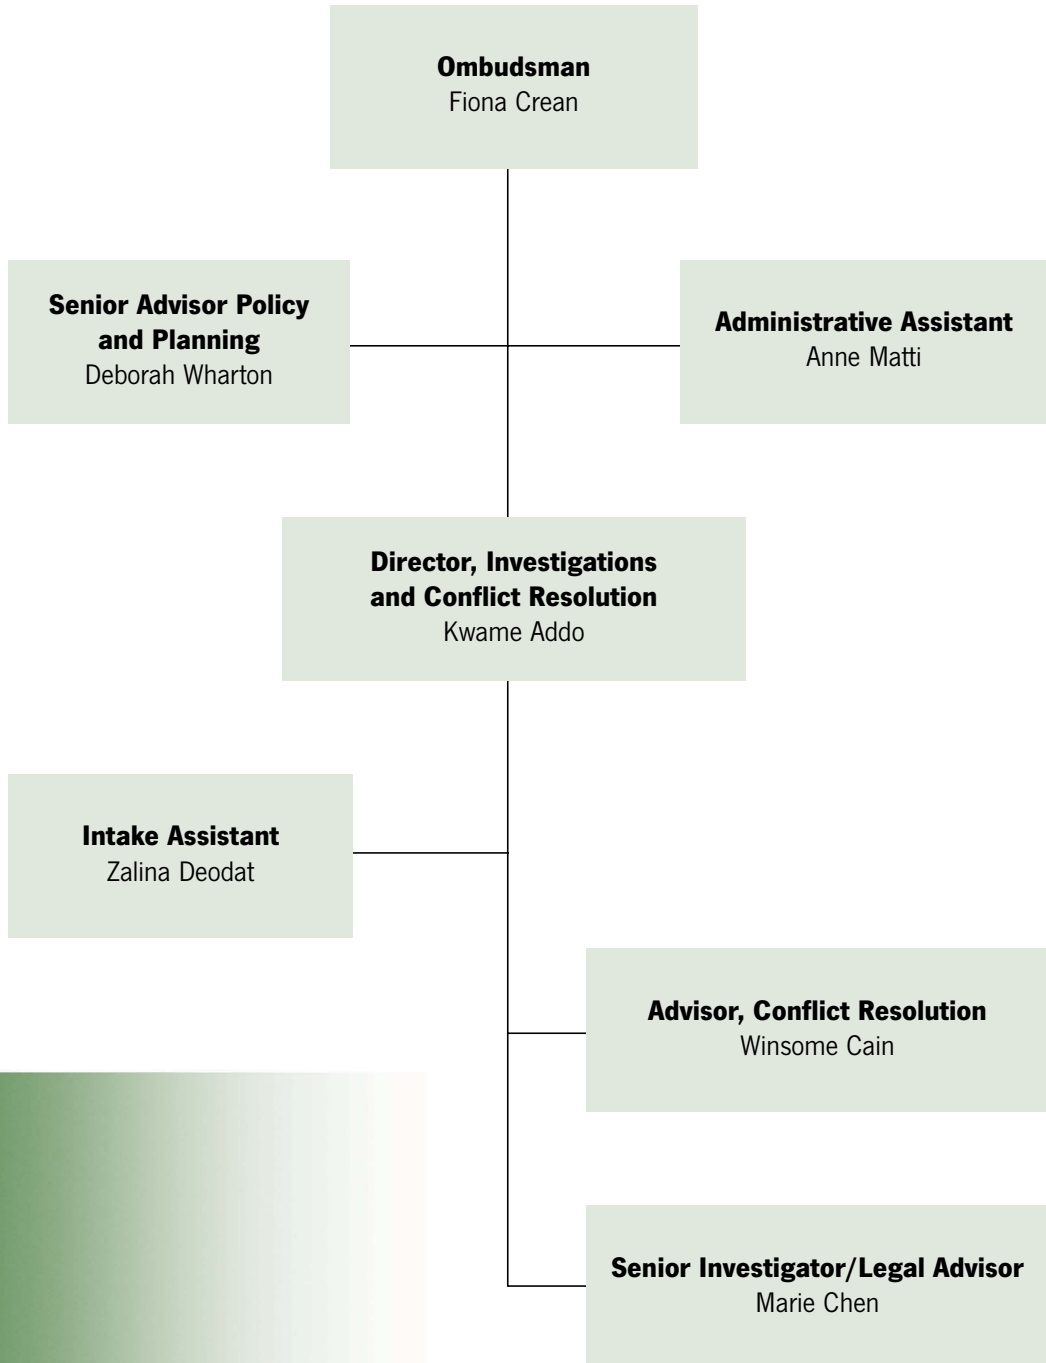 Ombudsman
Fiona Crean
Senior Advisor Policy
and Planning
Deborah Wharton
Administrative Assistant
Anne Matti
Director, Investigations
and Conflict Resolution
Kwame Addo
Intake Assistant
Zalina Deodat
Advisor, Conflict Resolution
Winsome Cain
Senior Investigator/Legal Advisor
Marie Chen